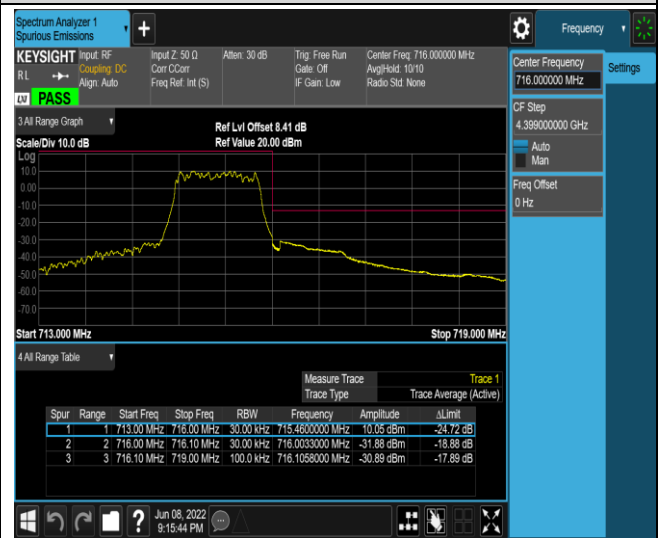 Spectrum Analyzer 1
Spurious Emissions
Frequency
KEYSIGHT Input: RF Input Z: 50 Ω Atten: 30 dB Trig: Free Run Center Freq: 716.000000 MHz
RL Coupling: DC Corr CCorr Gate: Off Avg|Hold: 10/10
Align: Auto Freq Ref: Int (S) IF Gain: Low Radio Std: None
LXI PASS
Center Frequency
716.000000 MHz
Settings
CF Step
4.399000000 GHz
Auto
Man
Freq Offset
0 Hz
3 All Range Graph
Ref Lvl Offset 8.41 dB
Scale/Div 10.0 dB Ref Value 20.00 dBm
Log
10.0
0.00
-10.0
-20.0
-30.0
-40.0
-50.0
-60.0
-70.0
Start 713.000 MHz Stop 719.000 MHz
4 All Range Table
Measure Trace Trace 1
Trace Type Trace Average (Active)
Spur Range Start Freq Stop Freq RBW Frequency Amplitude ΔLimit
1 1 713.00 MHz 716.00 MHz 30.00 kHz 715.4600000 MHz 10.05 dBm -24.72 dB
2 2 716.00 MHz 716.10 MHz 30.00 kHz 716.0033000 MHz -31.88 dBm -18.88 dB
3 3 716.10 MHz 719.00 MHz 100.0 kHz 716.1058000 MHz -30.89 dBm -17.89 dB
? Jun 08, 2022
9:15:44 PM